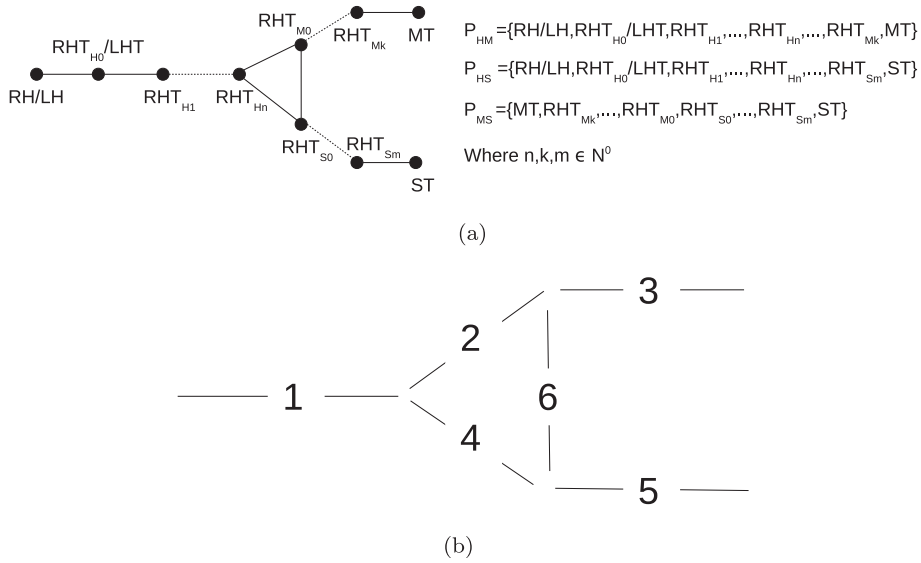 RH/LH
RHT_H0/LHT
RHT_H1
RHT_Hn
RHT_M0
RHT_Mk
MT
RHT_S0
RHT_Sm
ST
P_HM={RH/LH,RHT_H0/LHT,RHT_H1,...,RHT_Hn,...,RHT_Mk,MT}
P_HS={RH/LH,RHT_H0/LHT,RHT_H1,...,RHT_Hn,...,RHT_Sm,ST}
P_MS={MT,RHT_Mk,...,RHT_M0,RHT_S0,...,RHT_Sm,ST}
Where n,k,m ϵ N⁰
(a)
1
2
3
4
5
6
(b)